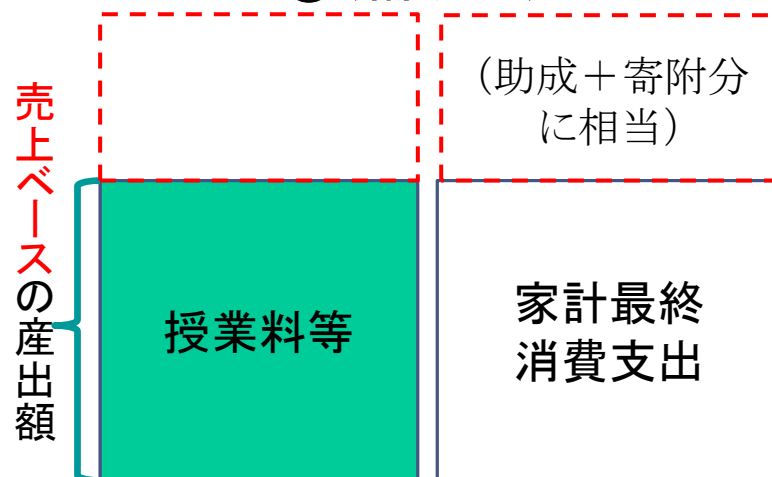 (助成+寄附分
に相当)
売上ベースの産出額
授業料等
家計最終
消費支出